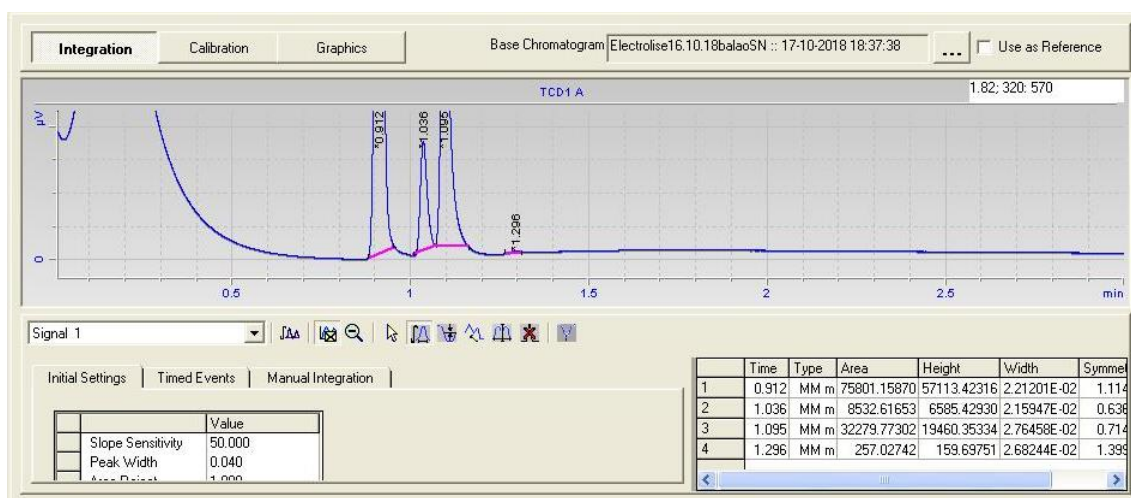 Integration Calibration Graphics Base Chromatogram Electrolise16.10.18balaoSN :: 17-10-2018 18:37:38 ... Use as Reference
TCD1 A 1.82; 320: 570
µV
*0.912
*1.036
*1.095
*1.296
0
0.5 1 1.5 2 2.5 min
Signal 1
Initial Settings Timed Events Manual Integration
Value
Slope Sensitivity 50.000
Peak Width 0.040
Time Type Area Height Width Symmet
1 0.912 MM m 75801.15870 57113.42316 2.21201E-02 1.114
2 1.036 MM m 8532.61653 6585.42930 2.15947E-02 0.636
3 1.095 MM m 32279.77302 19460.35334 2.76458E-02 0.714
4 1.296 MM m 257.02742 159.69751 2.68244E-02 1.399